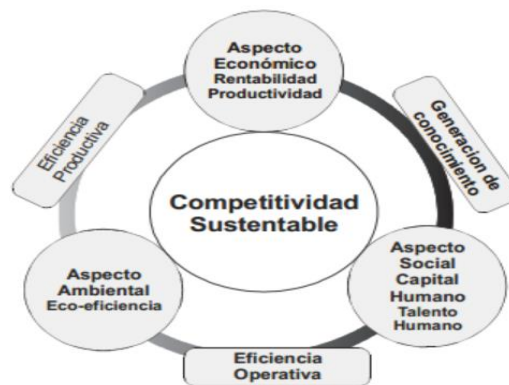 Aspecto
Económico
Rentabilidad
Productividad
Eficiencia
Productiva
Generacion de
conocimiento
Competitividad
Sustentable
Aspecto
Ambiental
Eco-eficiencia
Aspecto
Social
Capital
Humano
Talento
Humano
Eficiencia
Operativa